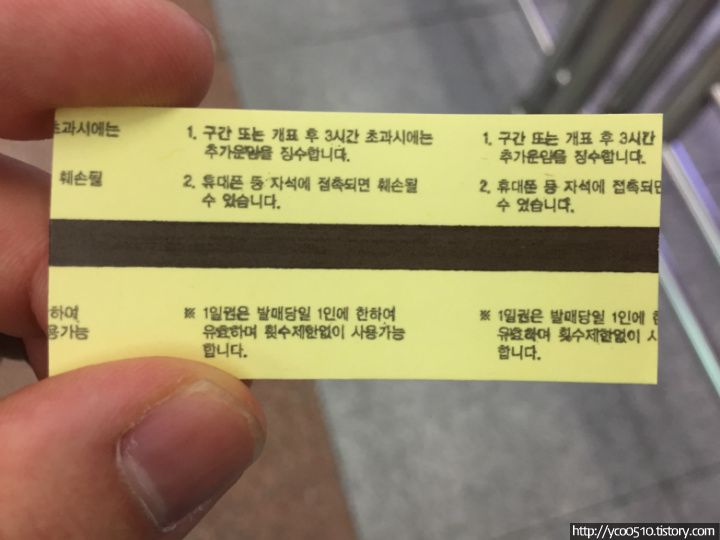 초과시에는
훼손될
한하여
용가능
1. 구간 또는 개표 후 3시간 초과시에는
추가운임을 징수합니다.
2. 휴대폰 등 자석에 접촉되면 훼손될
수 있습니다.
※ 1일권은 발매당일 1인에 한하여
유효하며 횟수제한없이 사용가능
합니다.
1. 구간 또는 개표 후 3시간
추가운임을 징수합니다.
2. 휴대폰 등 자석에 접촉되면
수 있습니다.
※ 1일권은 발매당일 1인에
유효하며 횟수제한없이
합니다.
http://ycoo510.tistory.com